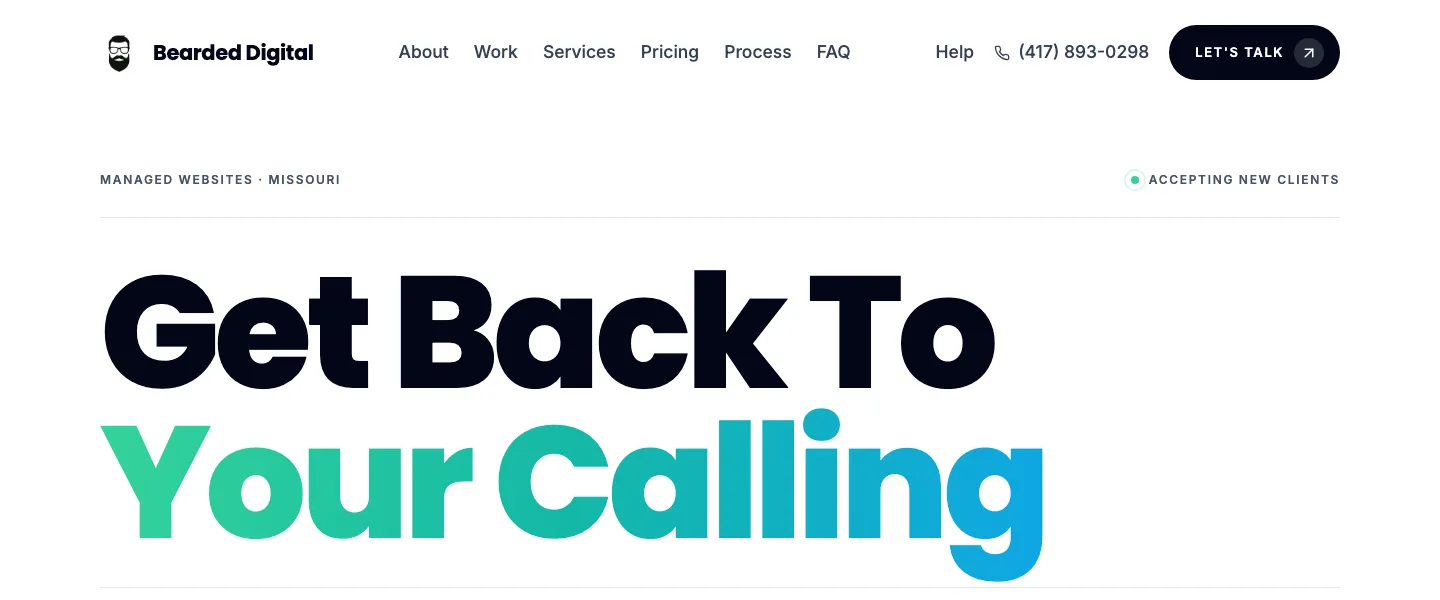 Bearded Digital About Work Services Pricing Process FAQ Help (417) 893-0298 LET'S TALK
MANAGED WEBSITES · MISSOURI ACCEPTING NEW CLIENTS
Get Back To
Your Calling